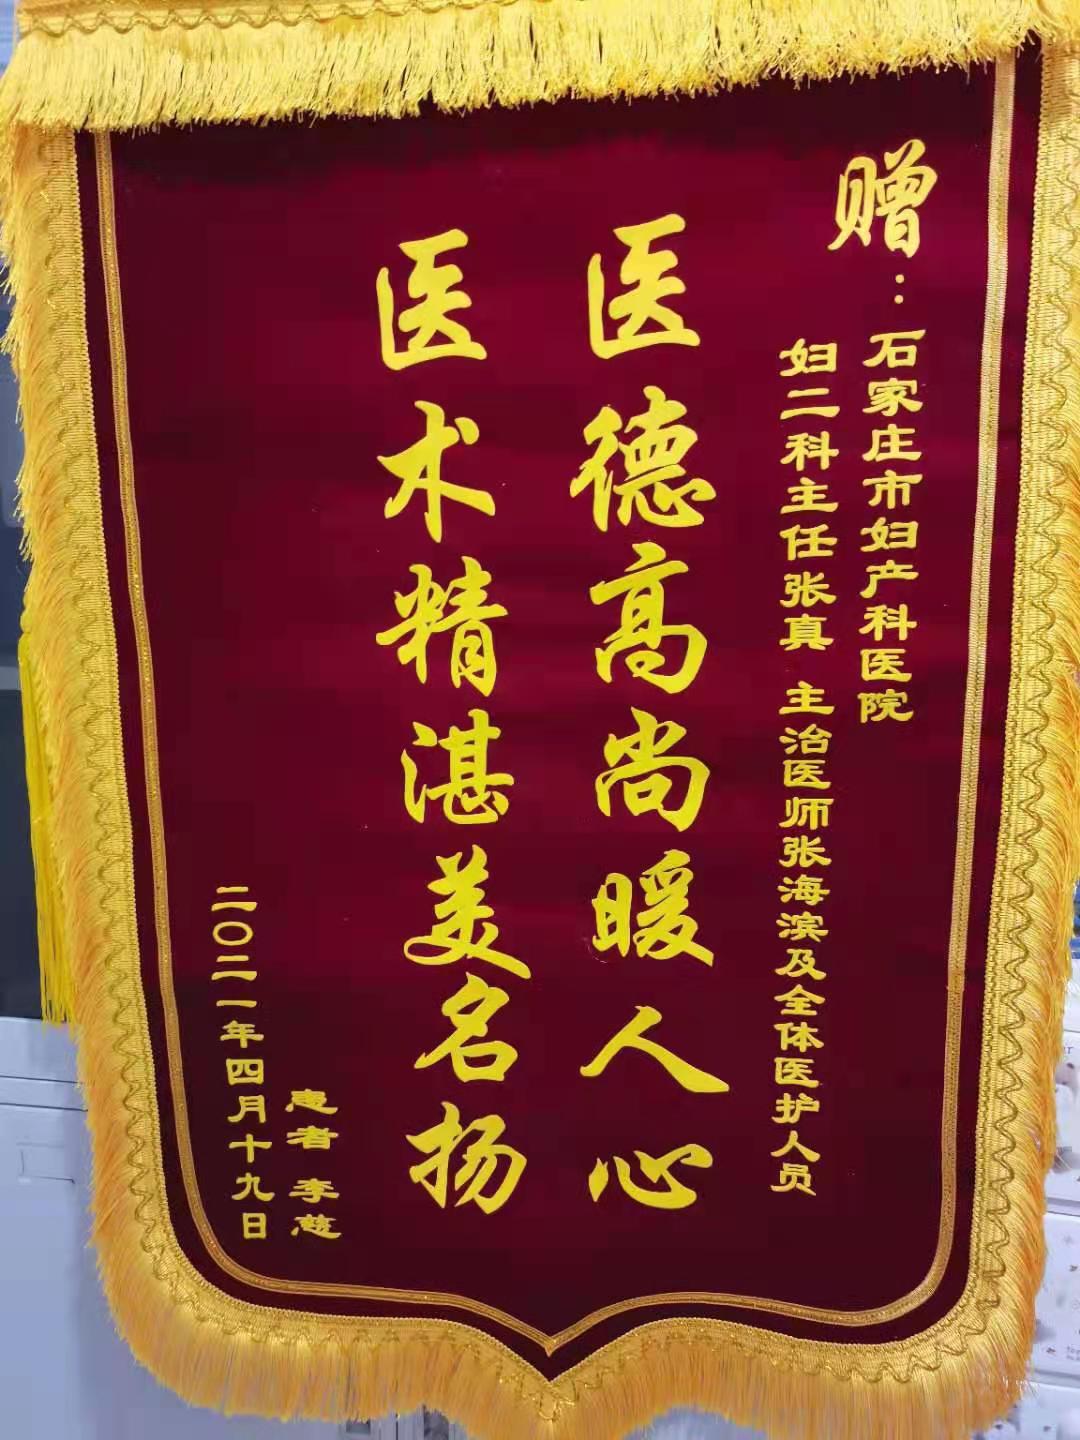 赠：石家庄市妇产科医院
妇二科主任张真 主治医师张海滨及全体医护人员
医德高尚暖人心
医术精湛美名扬
患者 李慈
二〇二一年四月十九日